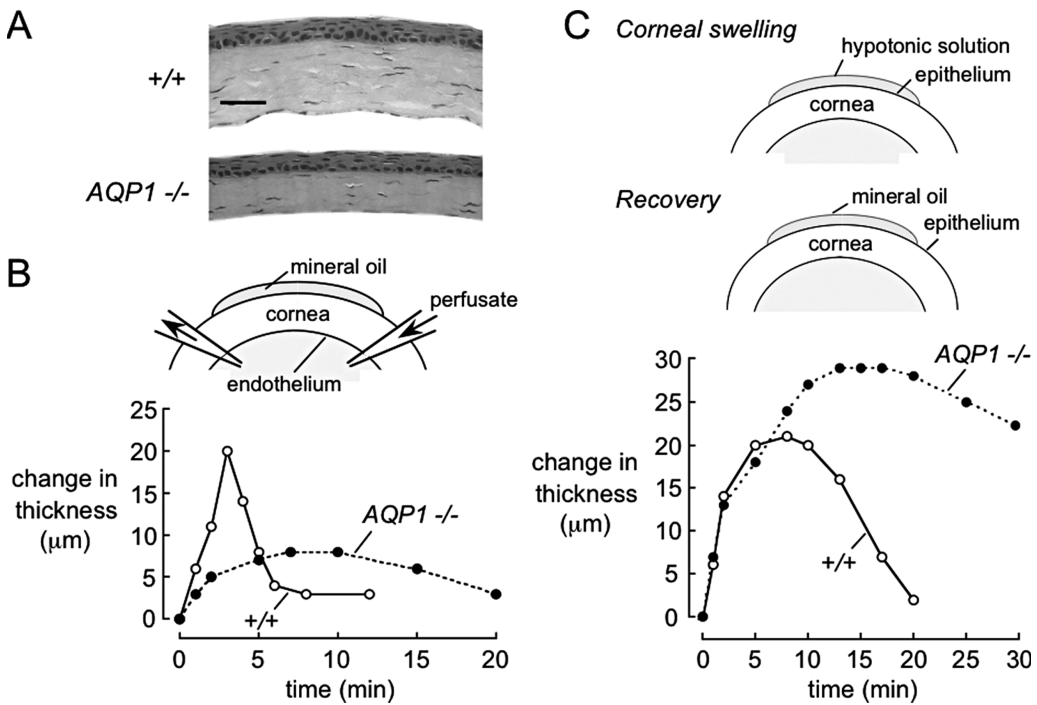 A
+/+
AQP1 -/-
B
mineral oil
perfusate
cornea
endothelium
25
20
15
10
5
0
change in
thickness
(μm)
AQP1 -/-
+/+
0
5
10
15
20
time (min)
C
Corneal swelling
hypotonic solution
epithelium
cornea
Recovery
mineral oil
epithelium
cornea
30
25
20
15
10
5
0
change in
thickness
(μm)
AQP1 -/-
+/+
0
5
10
15
20
25
30
time (min)